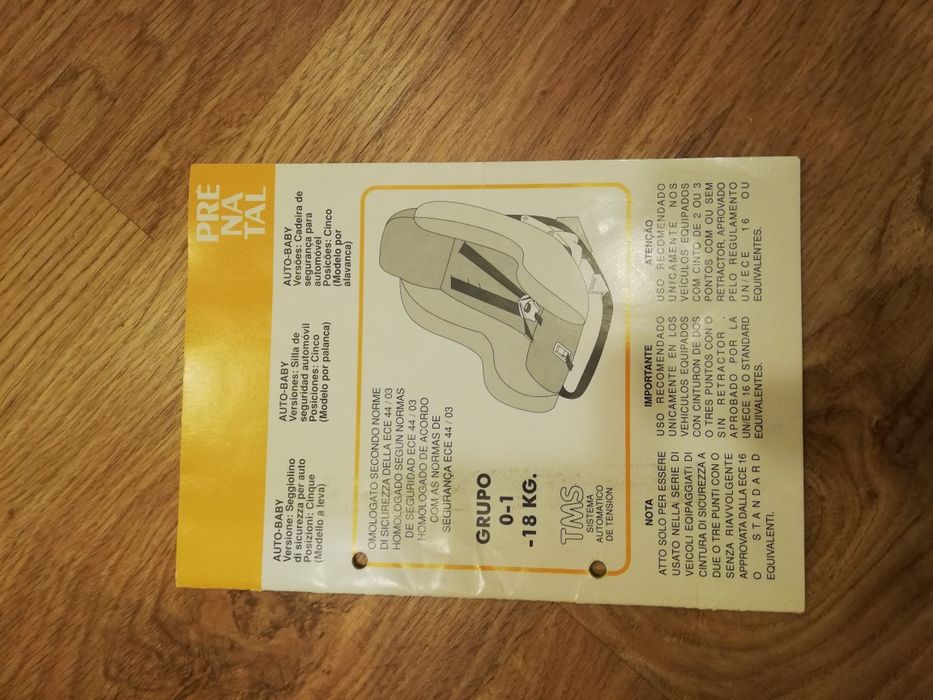 PRÉ
NA
TAL
AUTO-BABY
Versione: Seggiolino
di sicurezza per auto
Posizioni: Cinque
(Modello a leva)
AUTO-BABY
Versiones: Silla de
seguridad automóvil
Posiciones: Cinco
(Modelo por palanca)
AUTO-BABY
Versões: Cadeira de
segurança para
automóvel
Posicões: Cinco
(Modelo por
alavanca)
OMOLOGATO SECONDO NORME
DI SICUREZZA DELLA ECE 44 / 03
HOMOLOGADO SEGUN NORMAS
DE SEGURIDAD ECE 44 / 03
HOMOLOGADO DE ACORDO
COM AS NORMAS DE
SEGURANÇA ECE 44 / 03
GRUPO
0-1
-18 KG.
TMS
SISTEMA
AUTOMATICO
DE TENSION
NOTA
ATTO SOLO PER ESSERE
USATO NELLA SERIE DI
VEICOLI EQIPAGGIATI DI
CINTURA DI SICUREZZA A
DUE O TRE PUNTI CON O
SENZA RITIAVVOLGENTE
APPROVATA DALLA ECE 16
O STANDARD
EQUIVALENTI.
IMPORTANTE
USO RECOMENDADO
UNICAMENTE EN LOS
VEHICULOS EQUIPADOS
CON CINTURON DE DOS
O TRES PUNTOS CON O
SIN RETRACTOR .
APROBADO POR LA
UN/ECE 16 O STANDARD
EQUIVALENTES.
ATENÇÃO
USO RECOMENDADO
UNICAMENTE NOS
VEÍCULOS EQUIPADOS
COM CINTO DE 2 OU 3
PONTOS COM OU SEM
RETRACTOR, APROVADO
PELO REGULAMENTO
UN/ECE 16 OU
EQUIVALENTES.